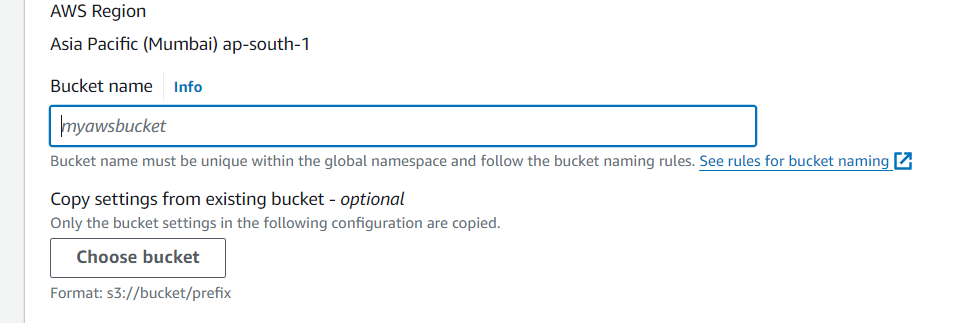 AWS Region
Asia Pacific (Mumbai) ap-south-1
Bucket name Info
myawsbucket
Bucket name must be unique within the global namespace and follow the bucket naming rules. See rules for bucket naming
Copy settings from existing bucket - optional
Only the bucket settings in the following configuration are copied.
Choose bucket
Format: s3://bucket/prefix